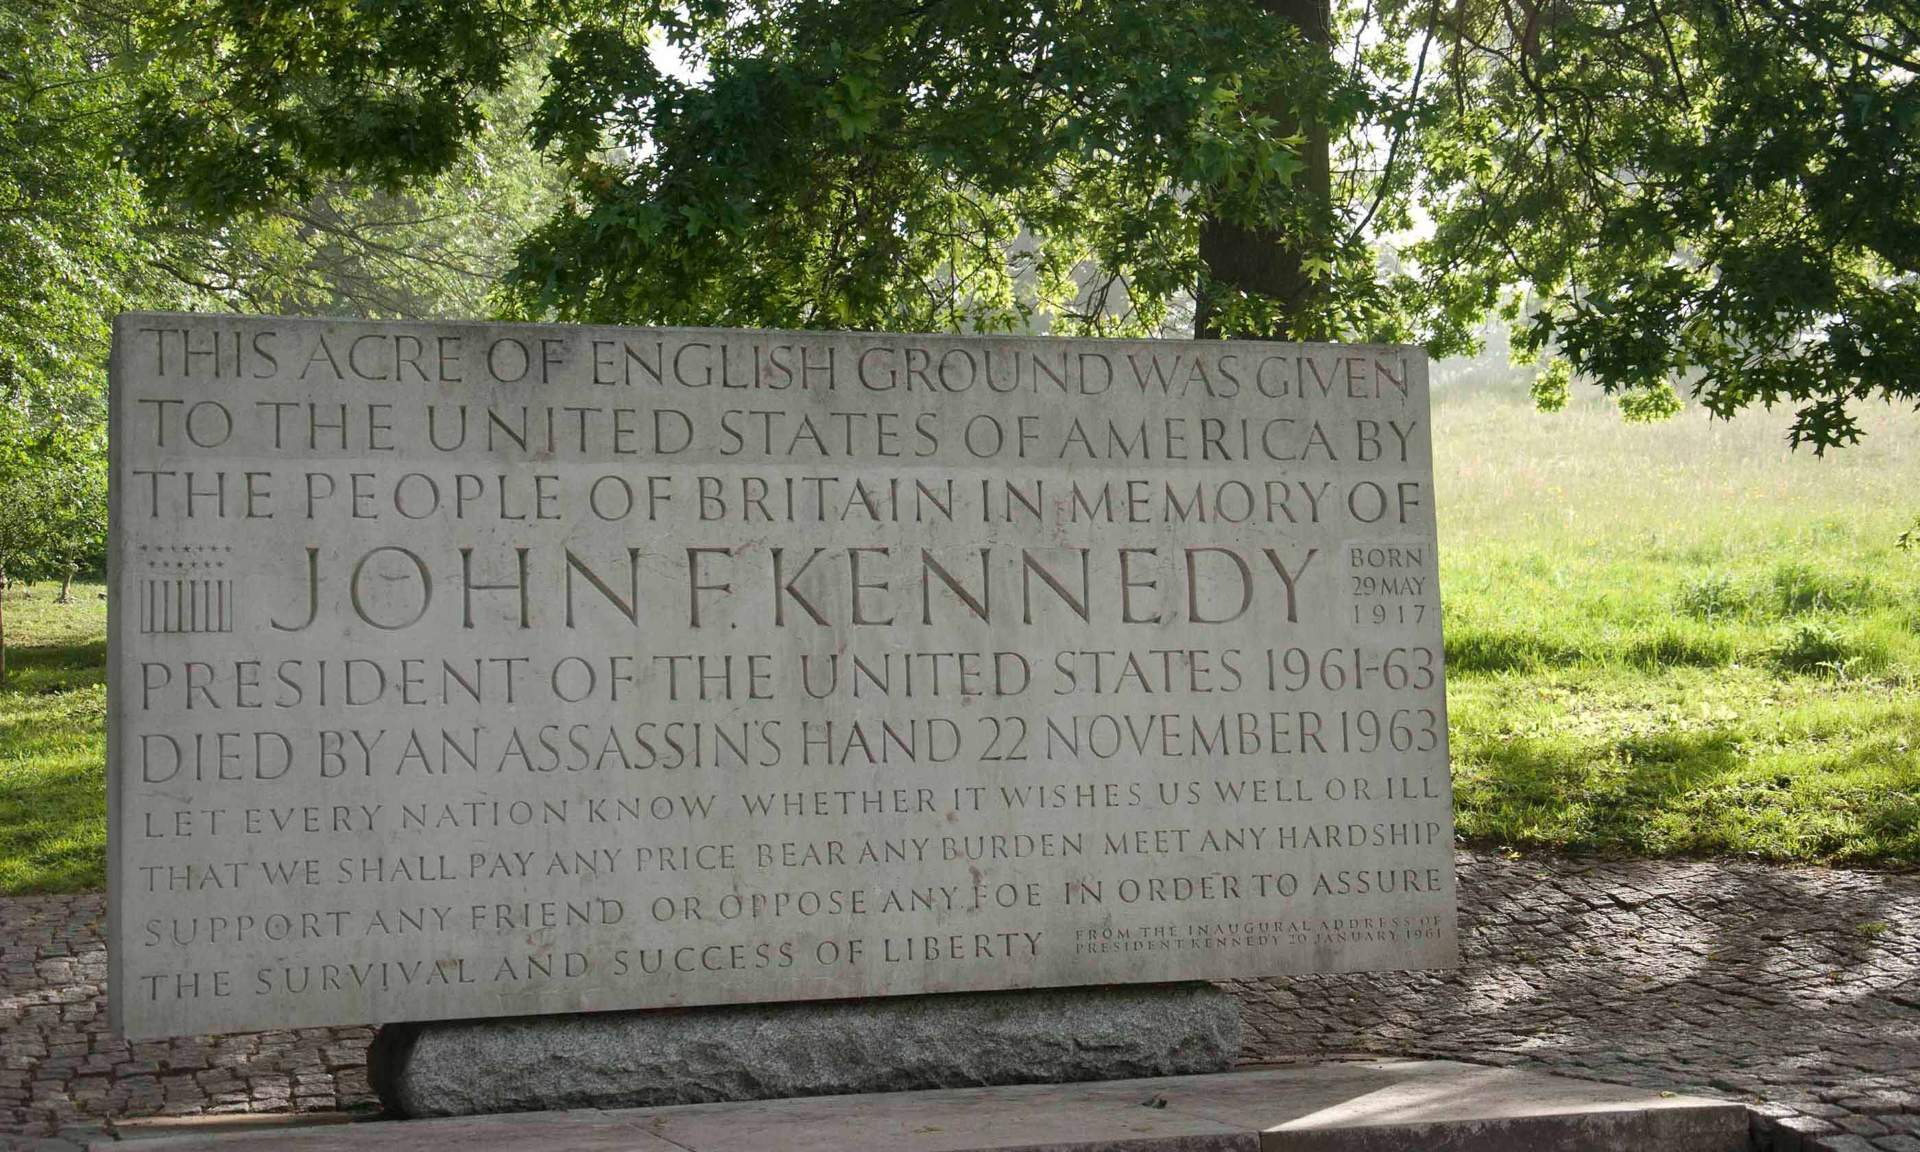 THIS ACRE OF ENGLISH GROUND WAS GIVEN
TO THE UNITED STATES OF AMERICA BY
THE PEOPLE OF BRITAIN IN MEMORY OF
JOHN F. KENNEDY
BORN
29 MAY
1917
PRESIDENT OF THE UNITED STATES 1961-63
DIED BY AN ASSASSIN'S HAND 22 NOVEMBER 1963
LET EVERY NATION KNOW WHETHER IT WISHES US WELL OR ILL
THAT WE SHALL PAY ANY PRICE BEAR ANY BURDEN MEET ANY HARDSHIP
SUPPORT ANY FRIEND OR OPPOSE ANY FOE IN ORDER TO ASSURE
THE SURVIVAL AND SUCCESS OF LIBERTY
FROM THE INAUGURAL ADDRESS OF
PRESIDENT KENNEDY 20 JANUARY 1961